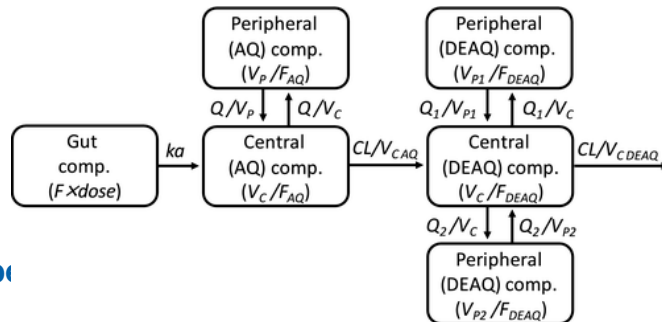 Peripheral
(AQ) comp.
(V_P/F_AQ)
Peripheral
(DEAQ) comp.
(V_P1/F_DEAQ)
Q/V_P
Q/V_C
Q_1/V_P1
Q_1/V_C
Gut
comp.
(F×dose)
ka
Central
(AQ) comp.
(V_C/F_AQ)
CL/V_C AQ
Central
(DEAQ) comp.
(V_C/F_DEAQ)
CL/V_C DEAQ
Q_2/V_C
Q_2/V_P2
Peripheral
(DEAQ) comp.
(V_P2/F_DEAQ)